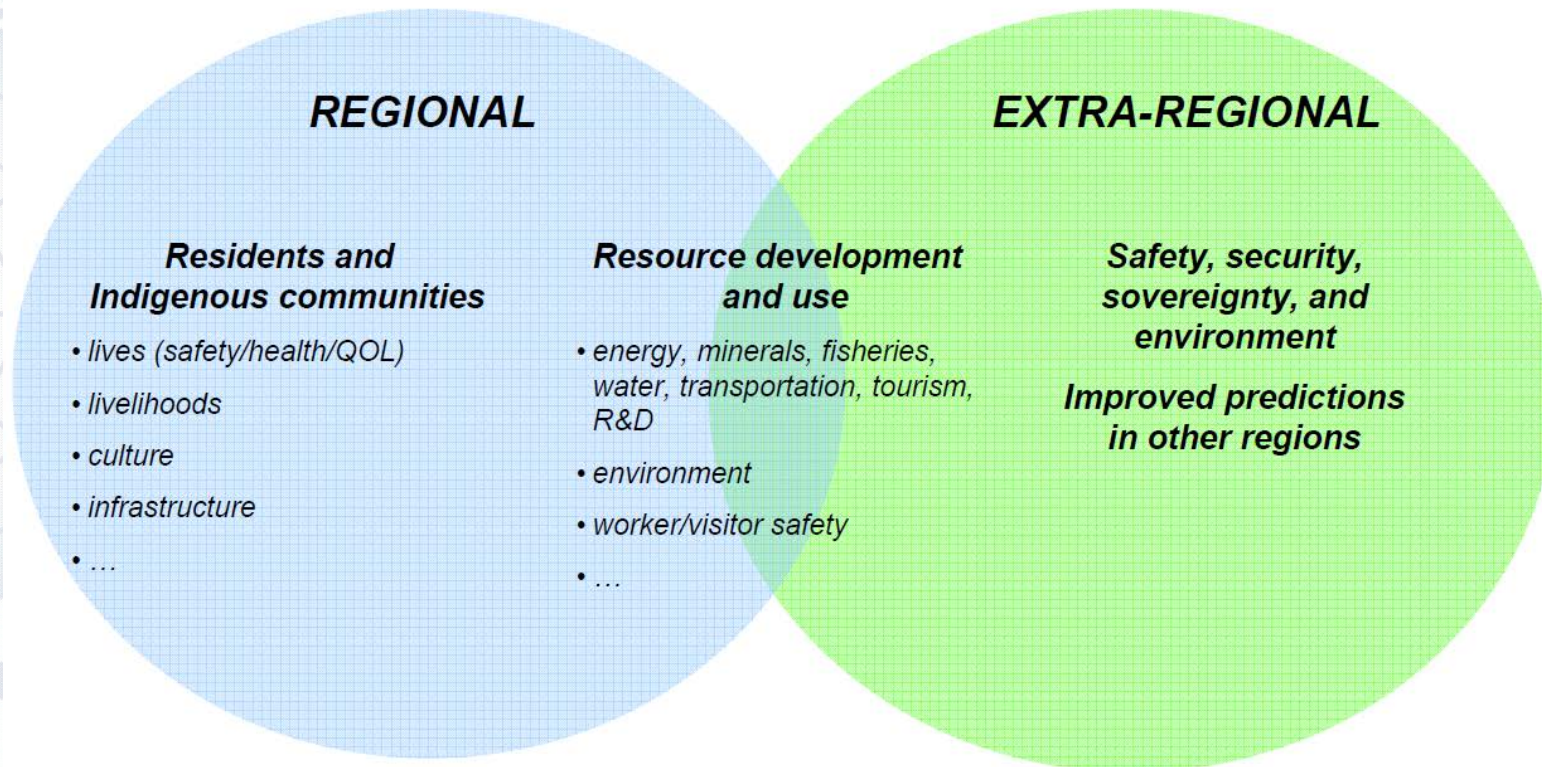 REGIONAL
Residents and
Indigenous communities
• lives (safety/health/QOL)
• livelihoods
• culture
• infrastructure
• ...
Resource development
and use
• energy, minerals, fisheries,
water, transportation, tourism,
R&D
• environment
• worker/visitor safety
• ...
EXTRA-REGIONAL
Safety, security,
sovereignty, and
environment
Improved predictions
in other regions